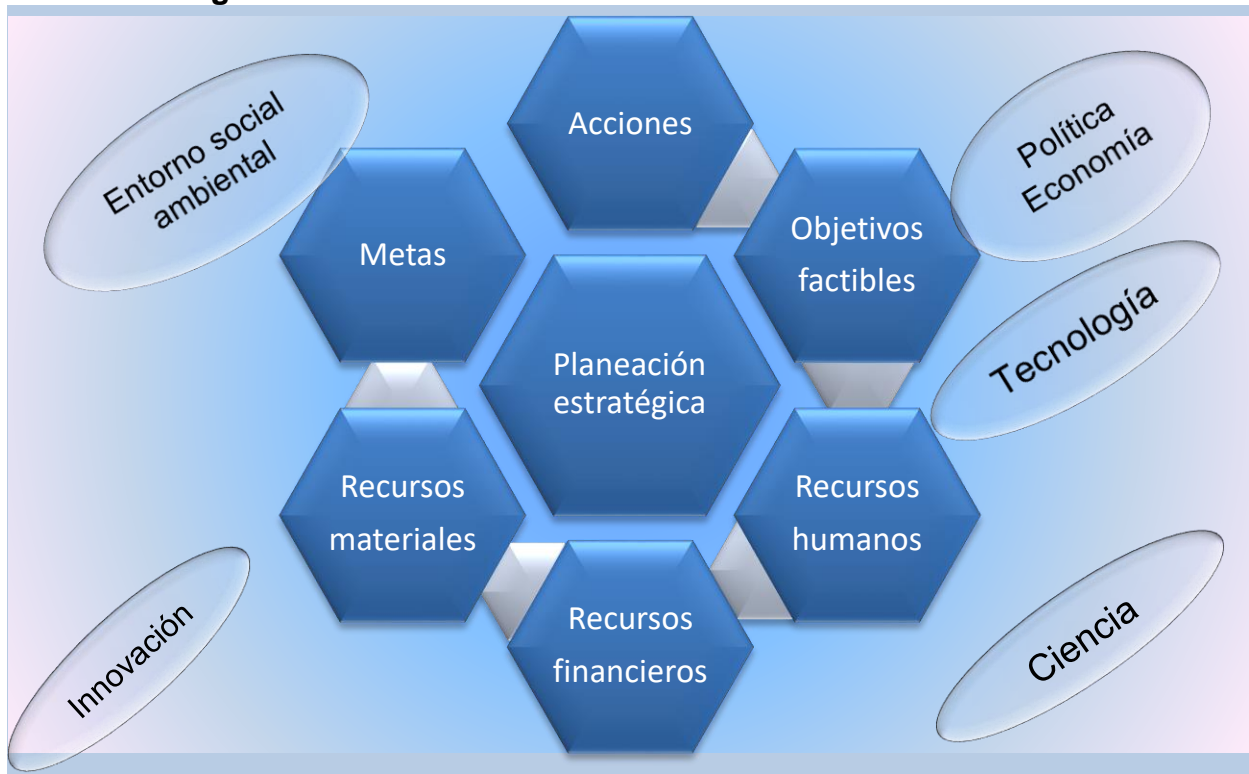 Acciones
Entorno social
ambiental
Política
Economía
Metas
Objetivos
factibles
Tecnología
Planeación
estratégica
Recursos
materiales
Recursos
humanos
Recursos
financieros
Innovación
Ciencia